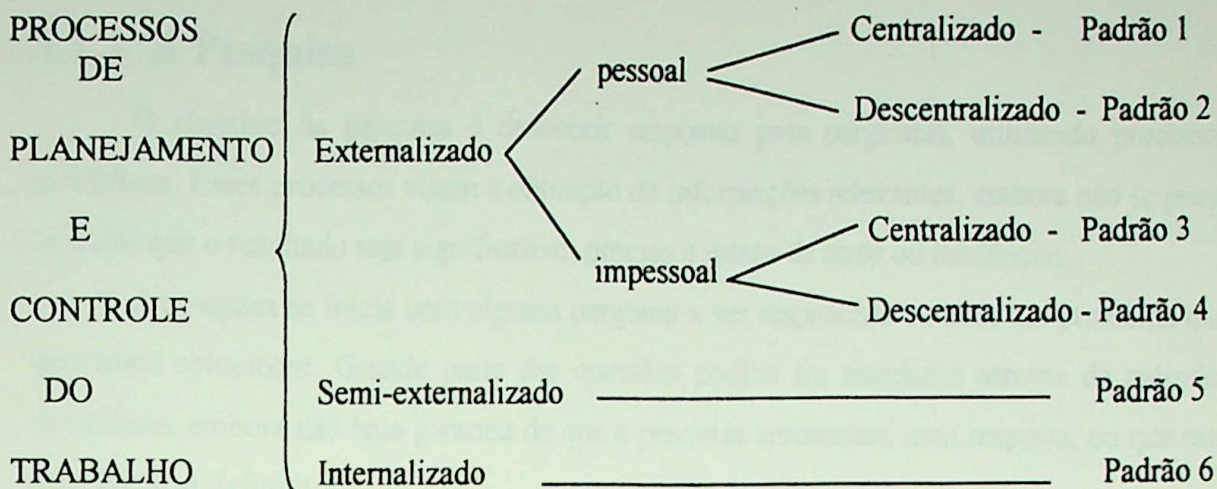 PROCESSOS
DE
PLANEJAMENTO
E
CONTROLE
DO
TRABALHO
Externalizado
pessoal
Centralizado - Padrão 1
Descentralizado - Padrão 2
impessoal
Centralizado - Padrão 3
Descentralizado - Padrão 4
Semi-externalizado Padrão 5
Internalizado Padrão 6